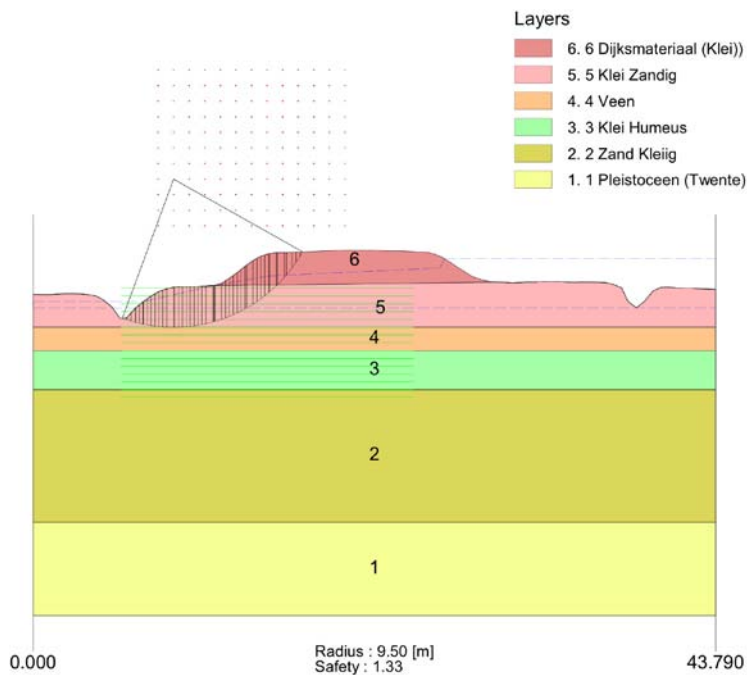 Layers
6. 6 Dijksmateriaal (Klei))
5. 5 Klei Zandig
4. 4 Veen
3. 3 Klei Humeus
2. 2 Zand Kleiig
1. 1 Pleistoceen (Twente)
6
5
4
3
2
1
Radius : 9.50 [m]
Safety : 1.33
0.000
43.790